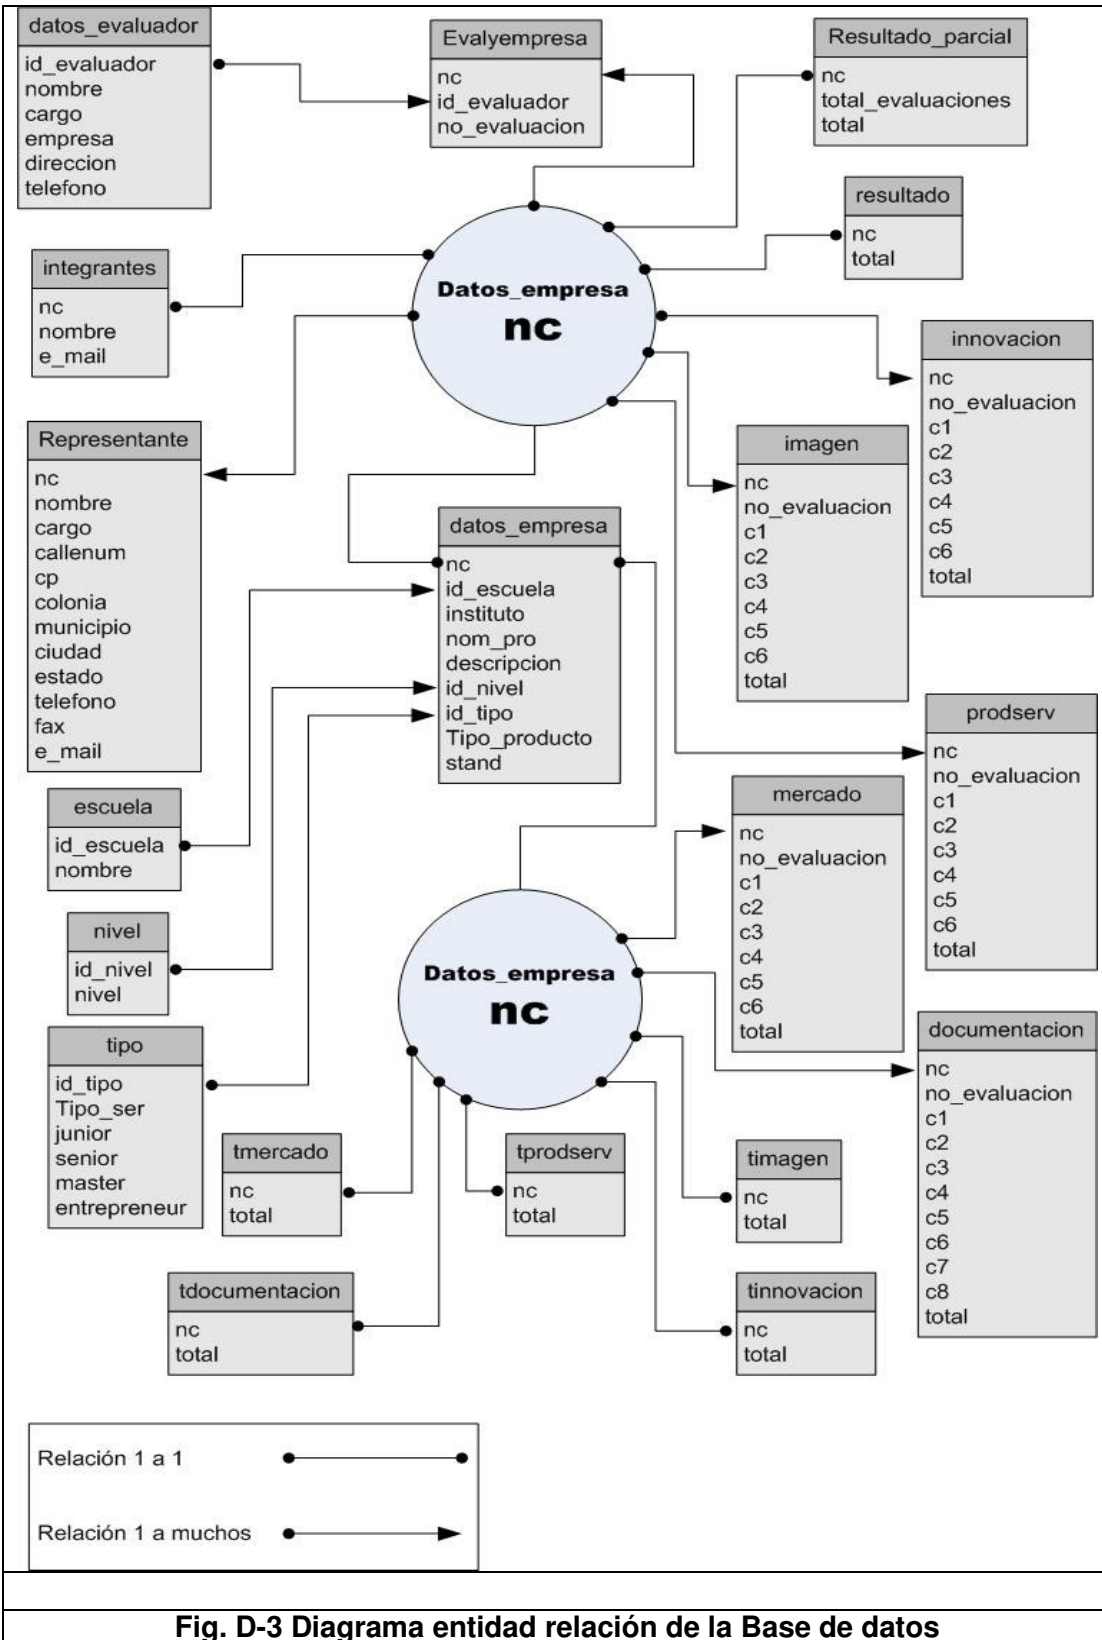 datos_evaluador
id_evaluador
nombre
cargo
empresa
direccion
telefono
Evalyempresa
nc
id_evaluador
no_evaluacion
Resultado_parcial
nc
total_evaluaciones
total
resultado
nc
total
integrantes
nc
nombre
e_mail
Datos_empresa
nc
innovacion
nc
no_evaluacion
c1
c2
c3
c4
c5
c6
total
Representante
nc
nombre
cargo
callenum
cp
colonia
municipio
ciudad
estado
telefono
fax
e_mail
imagen
nc
no_evaluacion
c1
c2
c3
c4
c5
c6
total
datos_empresa
nc
id_escuela
instituto
nom_pro
descripcion
id_nivel
id_tipo
Tipo_producto
stand
prodserv
nc
no_evaluacion
c1
c2
c3
c4
c5
c6
total
escuela
id_escuela
nombre
mercado
nc
no_evaluacion
c1
c2
c3
c4
c5
c6
total
nivel
id_nivel
nivel
Datos_empresa
nc
documentacion
nc
no_evaluacion
c1
c2
c3
c4
c5
c6
c7
c8
total
tipo
id_tipo
Tipo_ser
junior
senior
master
entrepreneur
tmercado
nc
total
tprodserv
nc
total
timagen
nc
total
tdocumentacion
nc
total
tinnovacion
nc
total
Relación 1 a 1
Relación 1 a muchos
Fig. D-3 Diagrama entidad relación de la Base de datos